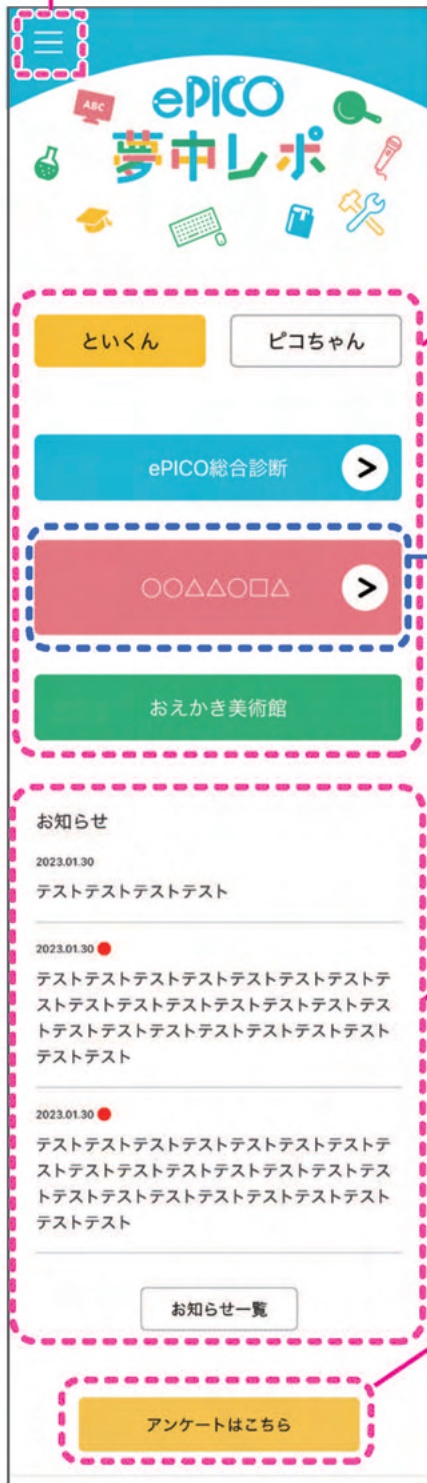 ABC
ePICO
夢中レポ
といくん
ピコちゃん
ePICO総合診断
>
○○△△○□△
>
おえかき美術館
お知らせ
2023.01.30
テストテストテストテスト
2023.01.30
テストテストテストテストテストテストテストテ
ストテストテストテストテストテストテストテス
トテストテストテストテストテストテストテスト
テストテスト
2023.01.30
テストテストテストテストテストテストテストテ
ストテストテストテストテストテストテストテス
トテストテストテストテストテストテストテスト
テストテスト
お知らせ一覧
アンケートはこちら